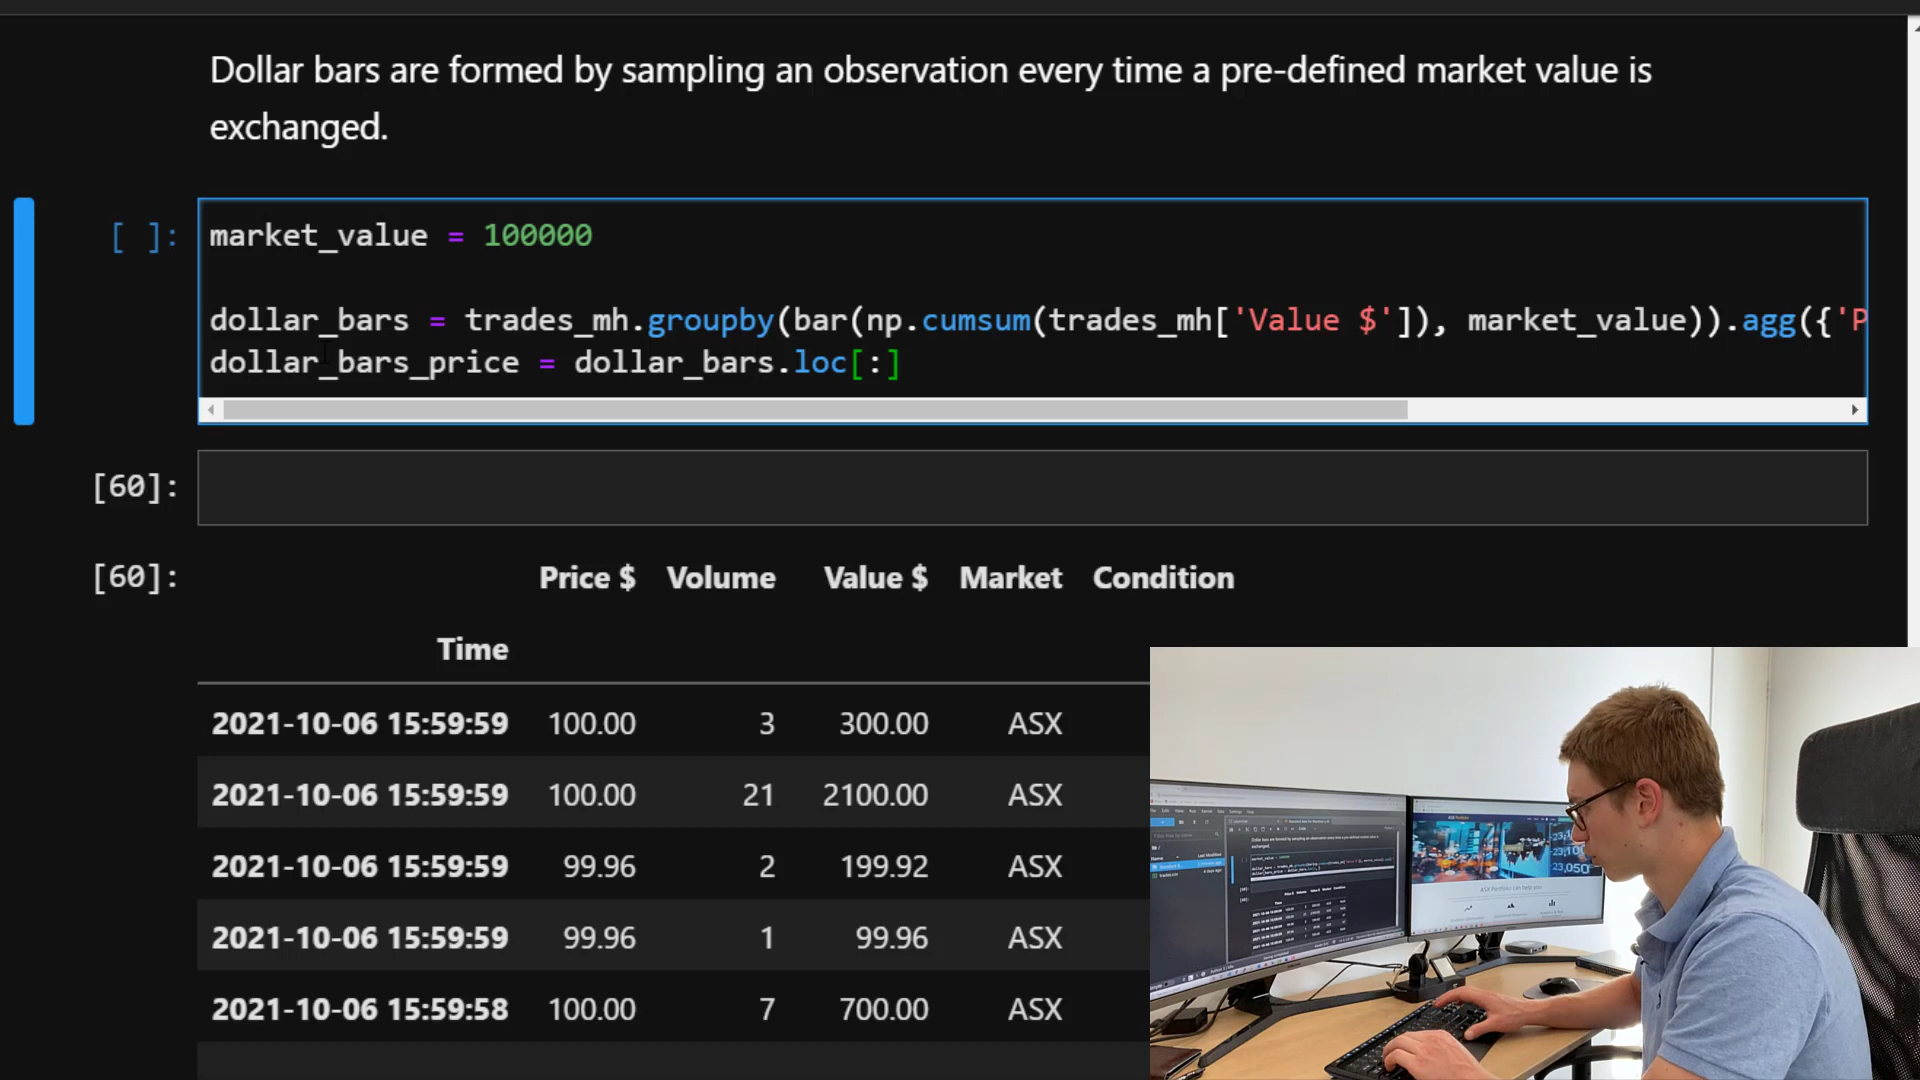 Dollar bars are formed by sampling an observation every time a pre-defined market value is
exchanged.
[ ]: market_value = 100000
dollar_bars = trades_mh.groupby(bar(np.cumsum(trades_mh['Value $']), market_value)).agg({'P
dollar_bars_price = dollar_bars.loc[:]
[60]:
[60]: Price $ Volume Value $ Market Condition
Time
2021-10-06 15:59:59 100.00 3 300.00 ASX
2021-10-06 15:59:59 100.00 21 2100.00 ASX
2021-10-06 15:59:59 99.96 2 199.92 ASX
2021-10-06 15:59:59 99.96 1 99.96 ASX
2021-10-06 15:59:58 100.00 7 700.00 ASX
23,050